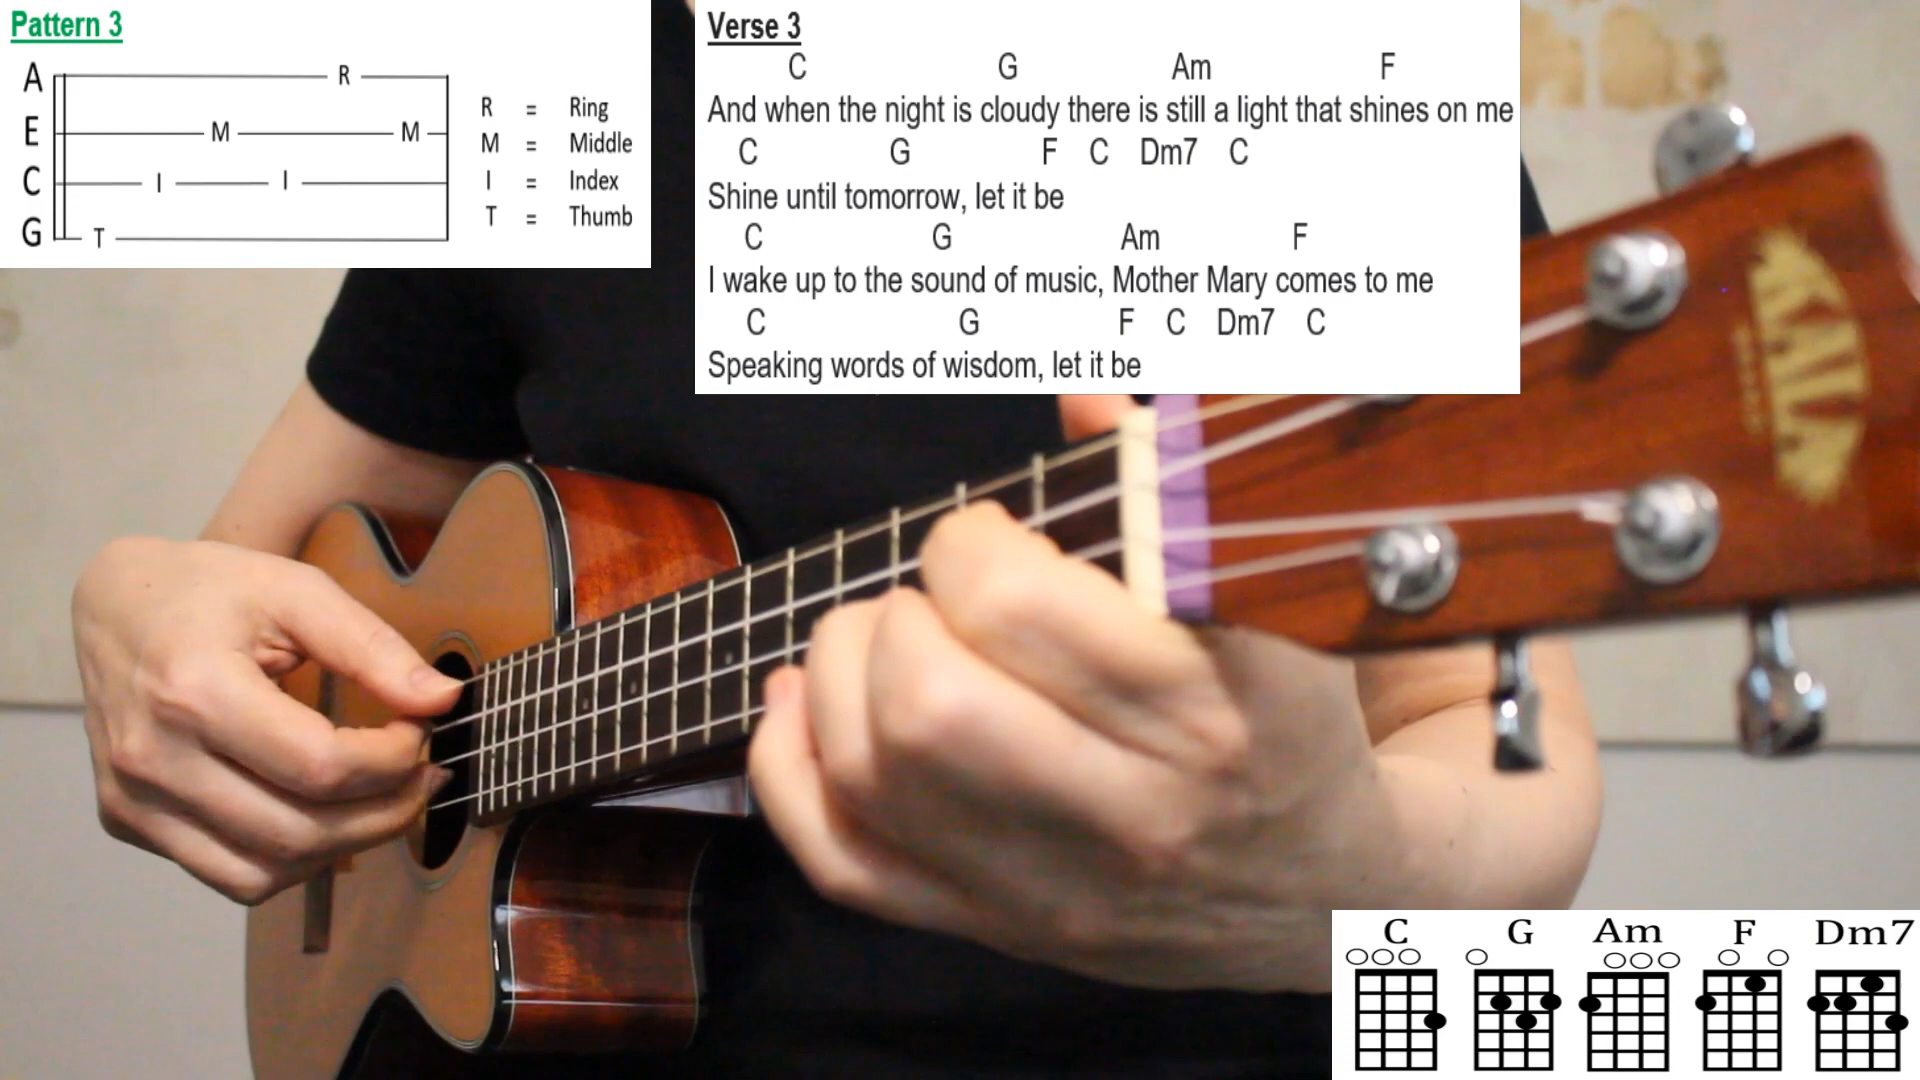 Pattern 3
A R
E M M
C I I
G T
R = Ring
M = Middle
I = Index
T = Thumb
Verse 3
C G Am F
And when the night is cloudy there is still a light that shines on me
C G F C Dm7 C
Shine until tomorrow, let it be
C G Am F
I wake up to the sound of music, Mother Mary comes to me
C G F C Dm7 C
Speaking words of wisdom, let it be
KALA
C G Am F Dm7